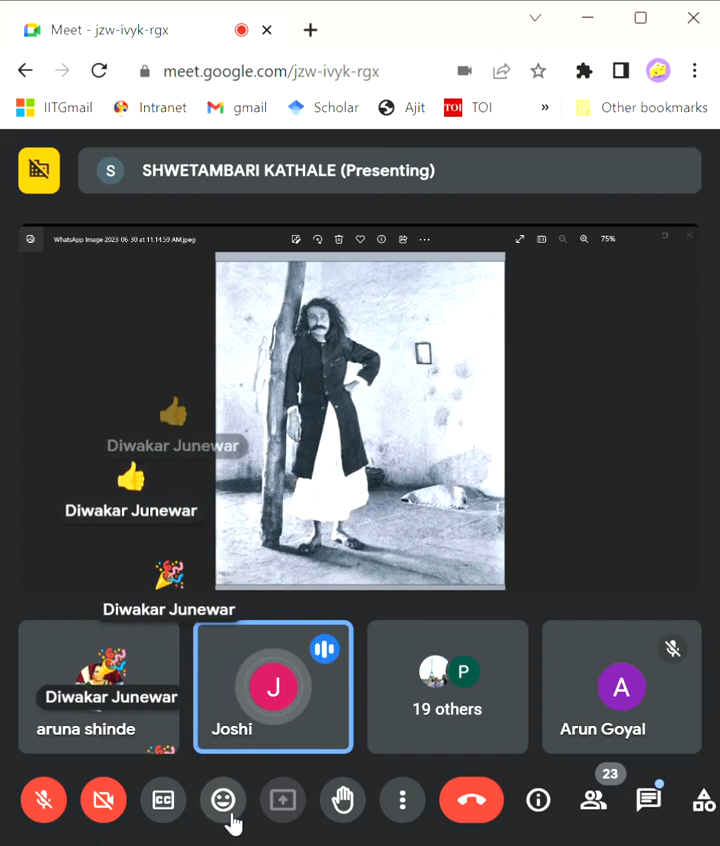 Meet - jzw-ivyk-rgx
meet.google.com/jzw-ivyk-rgx
IITGmail
Intranet
gmail
Scholar
Ajit
TOI
TOI
»
Other bookmarks
S
SHWETAMBARI KATHALE (Presenting)
WhatsApp Image 2023-06-30 at 11.14.59 AM.jpeg
75%
Diwakar Junewar
Diwakar Junewar
Diwakar Junewar
Diwakar Junewar
aruna shinde
J
Joshi
P
19 others
A
Arun Goyal
23
CC